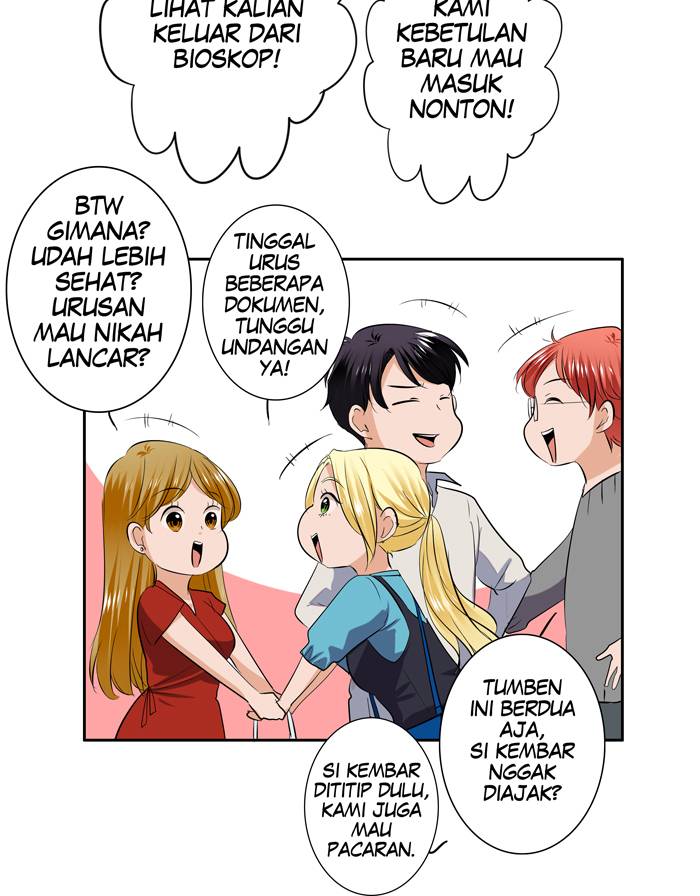 LIHAT KALIAN
KELUAR DARI
BIOSKOP!
KAMI
KEBETULAN
BARU MAU
MASUK
NONTON!
BTW
GIMANA?
UDAH LEBIH
SEHAT?
URUSAN
MAU NIKAH
LANCAR?
TINGGAL
URUS
BEBERAPA
DOKUMEN,
TUNGGU
UNDANGAN
YA!
TUMBEN
INI BERDUA
AJA,
SI KEMBAR
NGGAK
DIAJAK?
SI KEMBAR
DITITIP DULU,
KAMI JUGA
MAU
PACARAN.